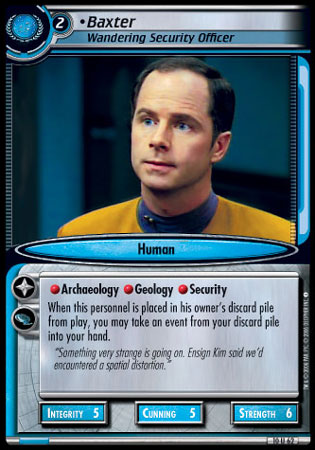 2
•Baxter
Wandering Security Officer
Human
Archaeology Geology Security
When this personnel is placed in his owner's discard pile
from play, you may take an event from your discard pile
into your hand.
"Something very strange is going on. Ensign Kim said we'd
encountered a spatial distortion."
Integrity 5 Cunning 5 Strength 6
10 U 62